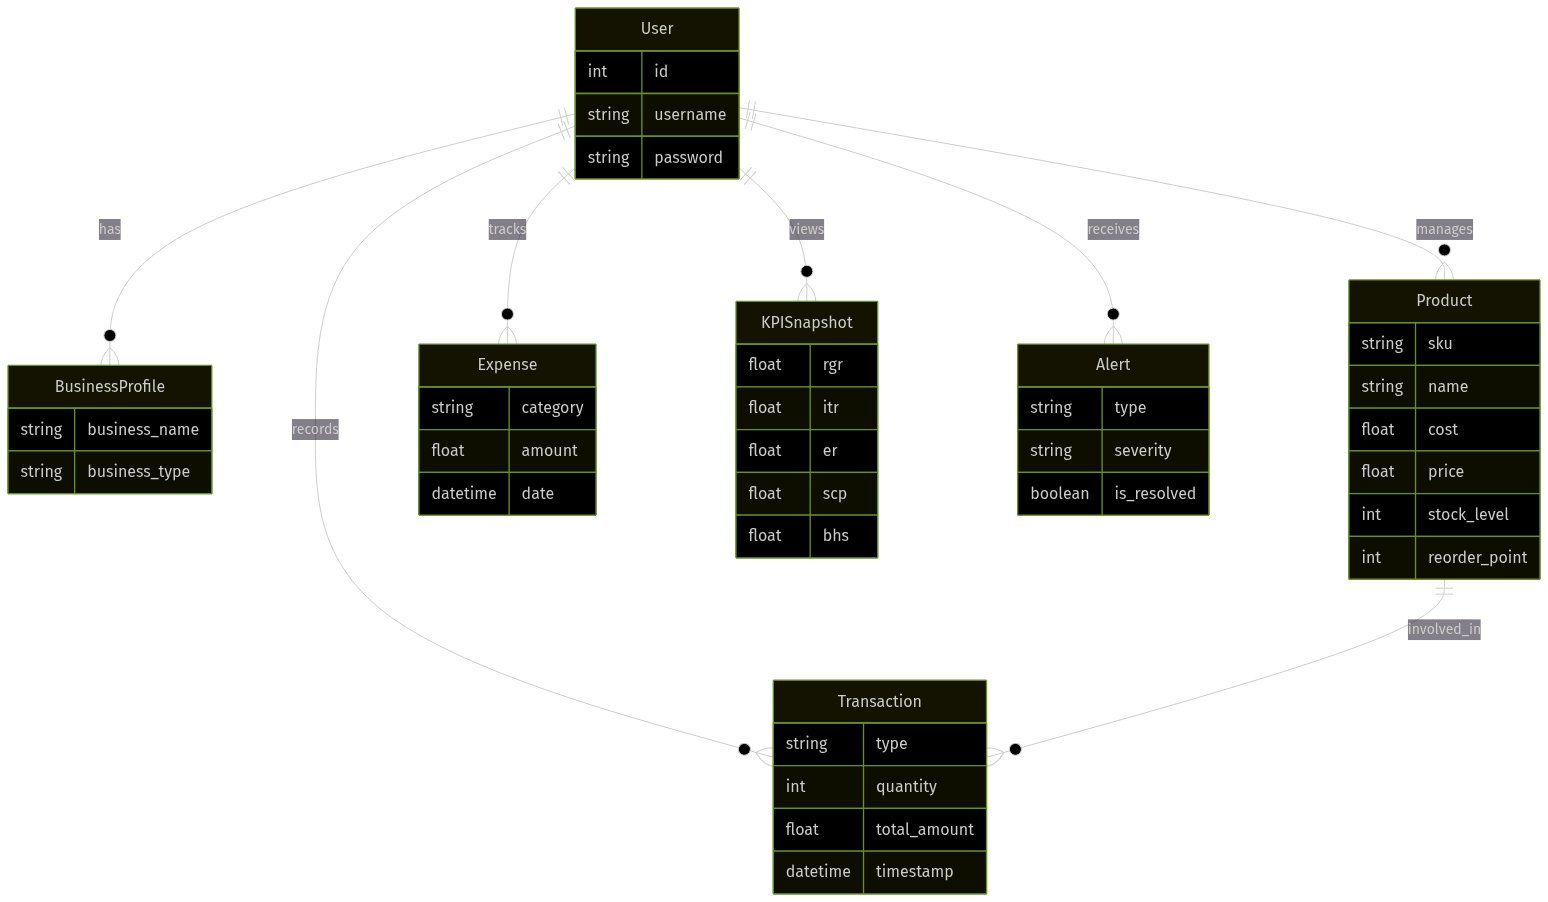 User
int id
string username
string password
has
tracks
views
receives
manages
BusinessProfile
string business_name
string business_type
records
Expense
string category
float amount
datetime date
KPISnapshot
float rgr
float itr
float er
float scp
float bhs
Alert
string type
string severity
boolean is_resolved
Product
string sku
string name
float cost
float price
int stock_level
int reorder_point
involved_in
Transaction
string type
int quantity
float total_amount
datetime timestamp